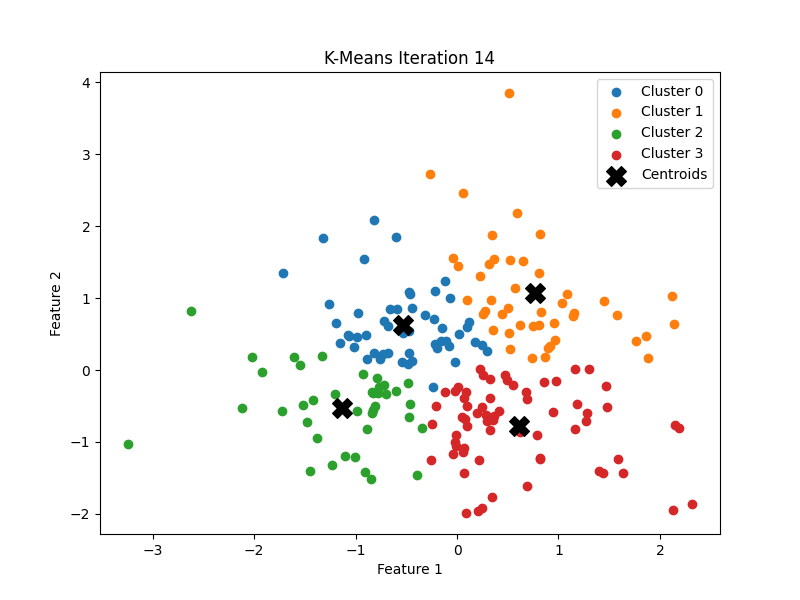 K-Means Iteration 14
Cluster 0
Cluster 1
Cluster 2
Cluster 3
Centroids
Feature 2
4
3
2
1
0
−1
−2
−3
−2
−1
0
1
2
Feature 1